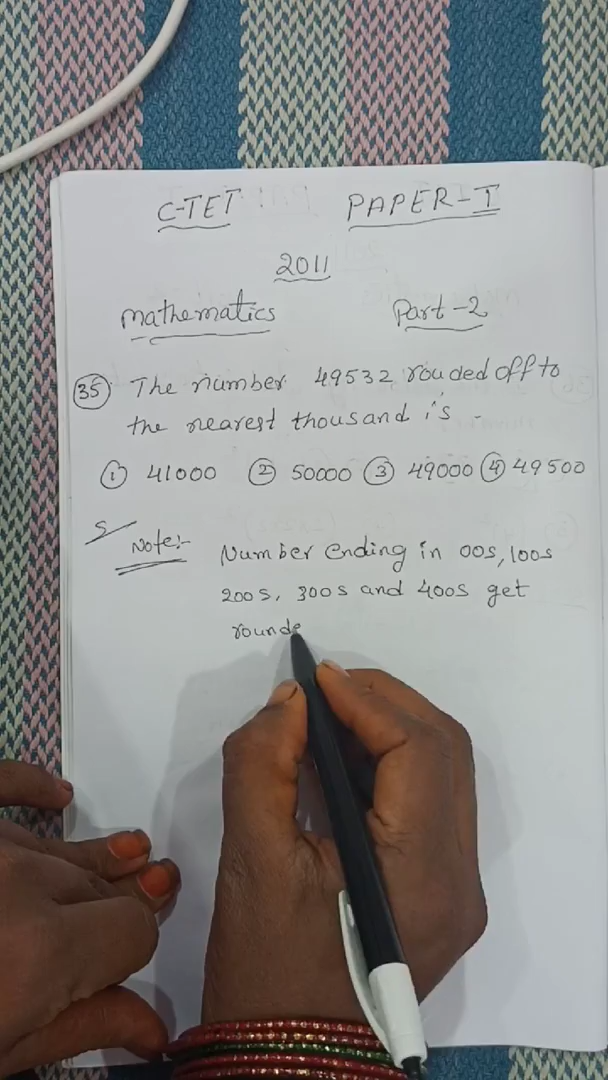 C-TET PAPER-I
2011
Mathematics Part-2
35 The number 49532 rouded off to
the nearest thousand is -
1 41000 2 50000 3 49000 4 49500
S Note:- Number ending in 00s, 100s
200s, 300s and 400s get
rounde